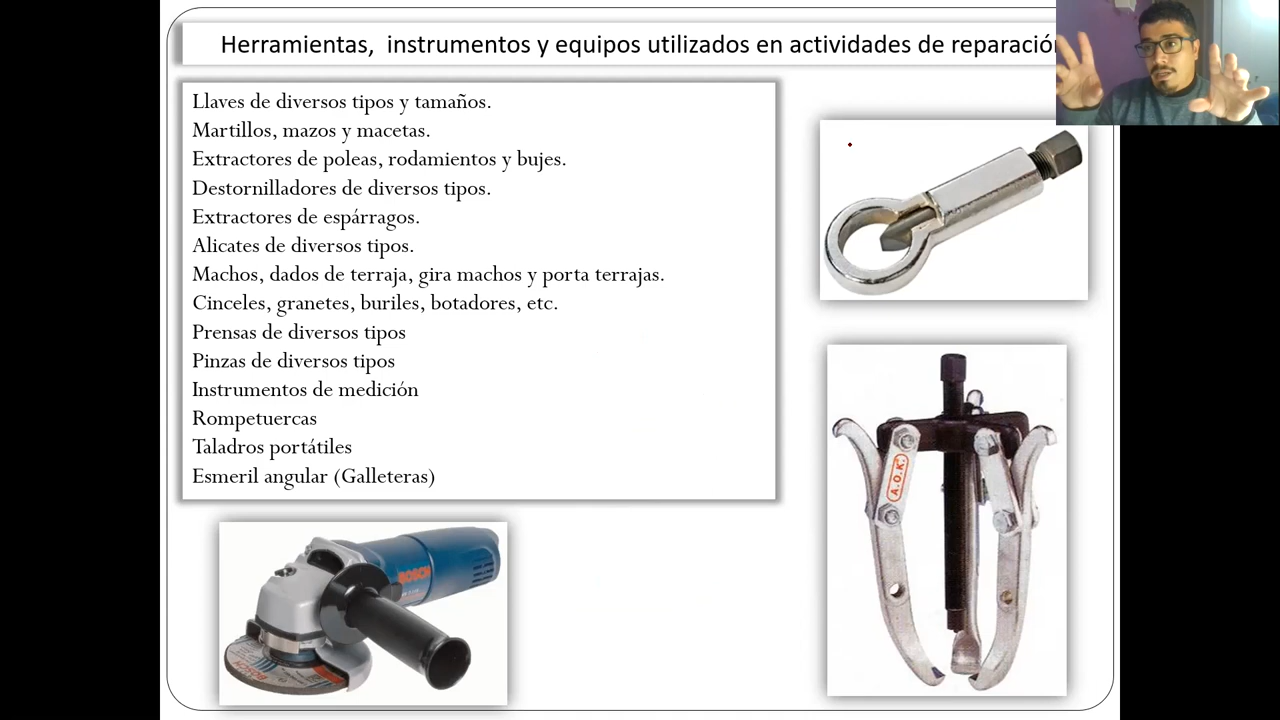 Herramientas, instrumentos y equipos utilizados en actividades de reparació
Llaves de diversos tipos y tamaños.
Martillos, mazos y macetas.
Extractores de poleas, rodamientos y bujes.
Destornilladores de diversos tipos.
Extractores de espárragos.
Alicates de diversos tipos.
Machos, dados de terraja, gira machos y porta terrajas.
Cinceles, granetes, buriles, botadores, etc.
Prensas de diversos tipos
Pinzas de diversos tipos
Instrumentos de medición
Rompetuercas
Taladros portátiles
Esmeril angular (Galleteras)
A.O.K.
BOSCH
BOSCH